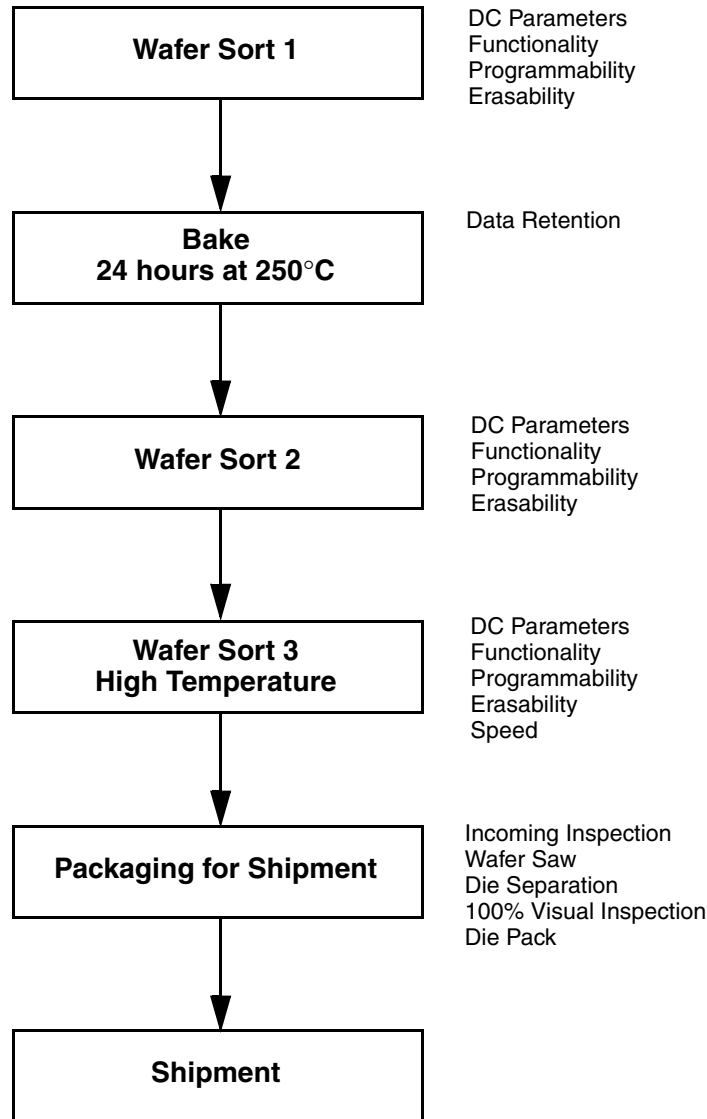 Wafer Sort 1
DC Parameters
Functionality
Programmability
Erasability
Bake
24 hours at 250°C
Data Retention
Wafer Sort 2
DC Parameters
Functionality
Programmability
Erasability
Wafer Sort 3
High Temperature
DC Parameters
Functionality
Programmability
Erasability
Speed
Packaging for Shipment
Incoming Inspection
Wafer Saw
Die Separation
100% Visual Inspection
Die Pack
Shipment